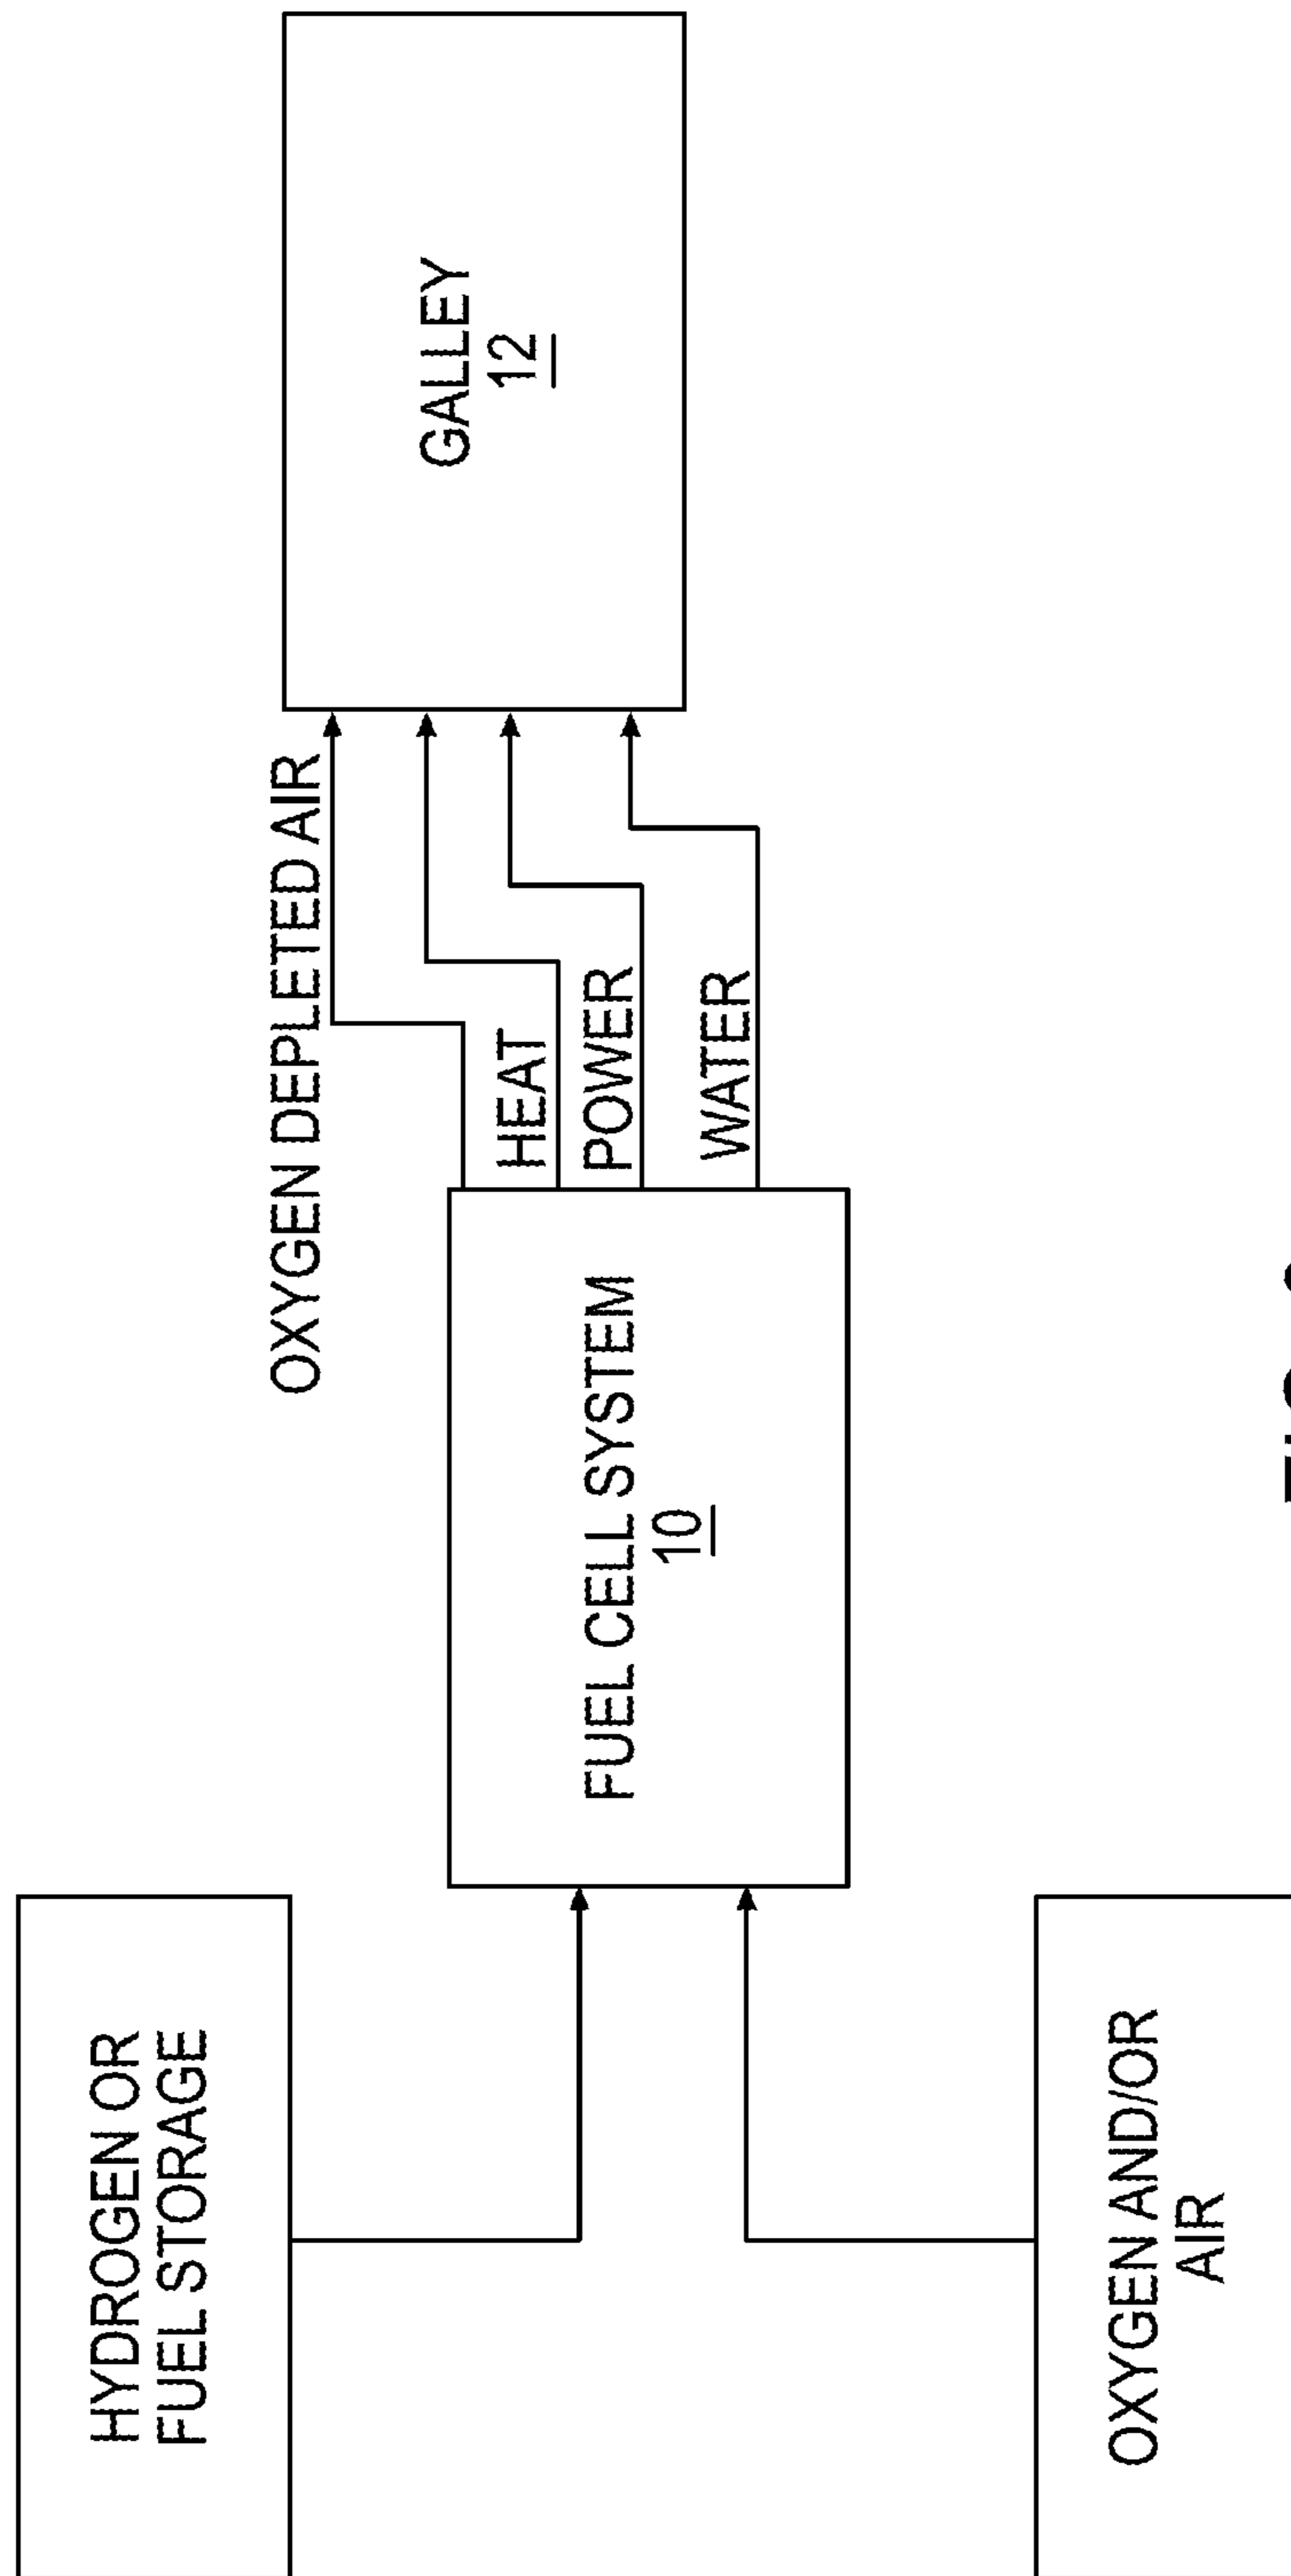 HYDROGEN OR
FUEL STORAGE
OXYGEN AND/OR
AIR
FUEL CELL SYSTEM
10
OXYGEN DEPLETED AIR
HEAT
POWER
WATER
GALLEY
12